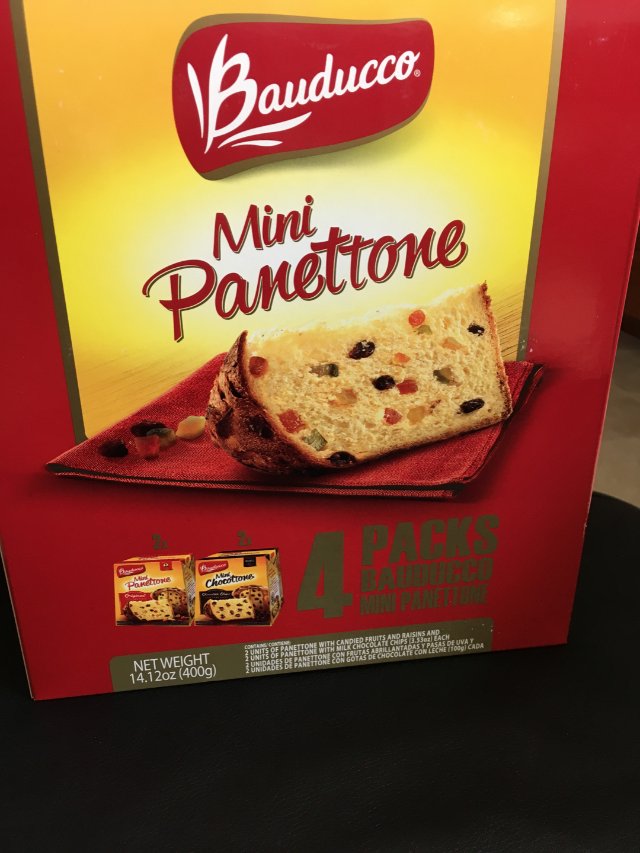 Bauducco®
Mini
Panettone
4 PACKS
BAUDUCCO
MINI PANETTONE
Bauducco
Mini
Panettone
Original
Bauducco
Mini
Chocottone
NET WEIGHT
14.12oz (400g)
CONTAINS/CONTIENE:
2 UNITS OF PANETTONE WITH CANDIED FRUITS AND RAISINS AND
2 UNITS OF PANETTONE WITH MILK CHOCOLATE CHIPS (3.53oz) EACH
2 UNIDADES DE PANETTONE CON FRUTAS ABRILLANTADAS Y PASAS DE UVA Y
2 UNIDADES DE PANETTONE CON GOTAS DE CHOCOLATE CON LECHE (100g) CADA